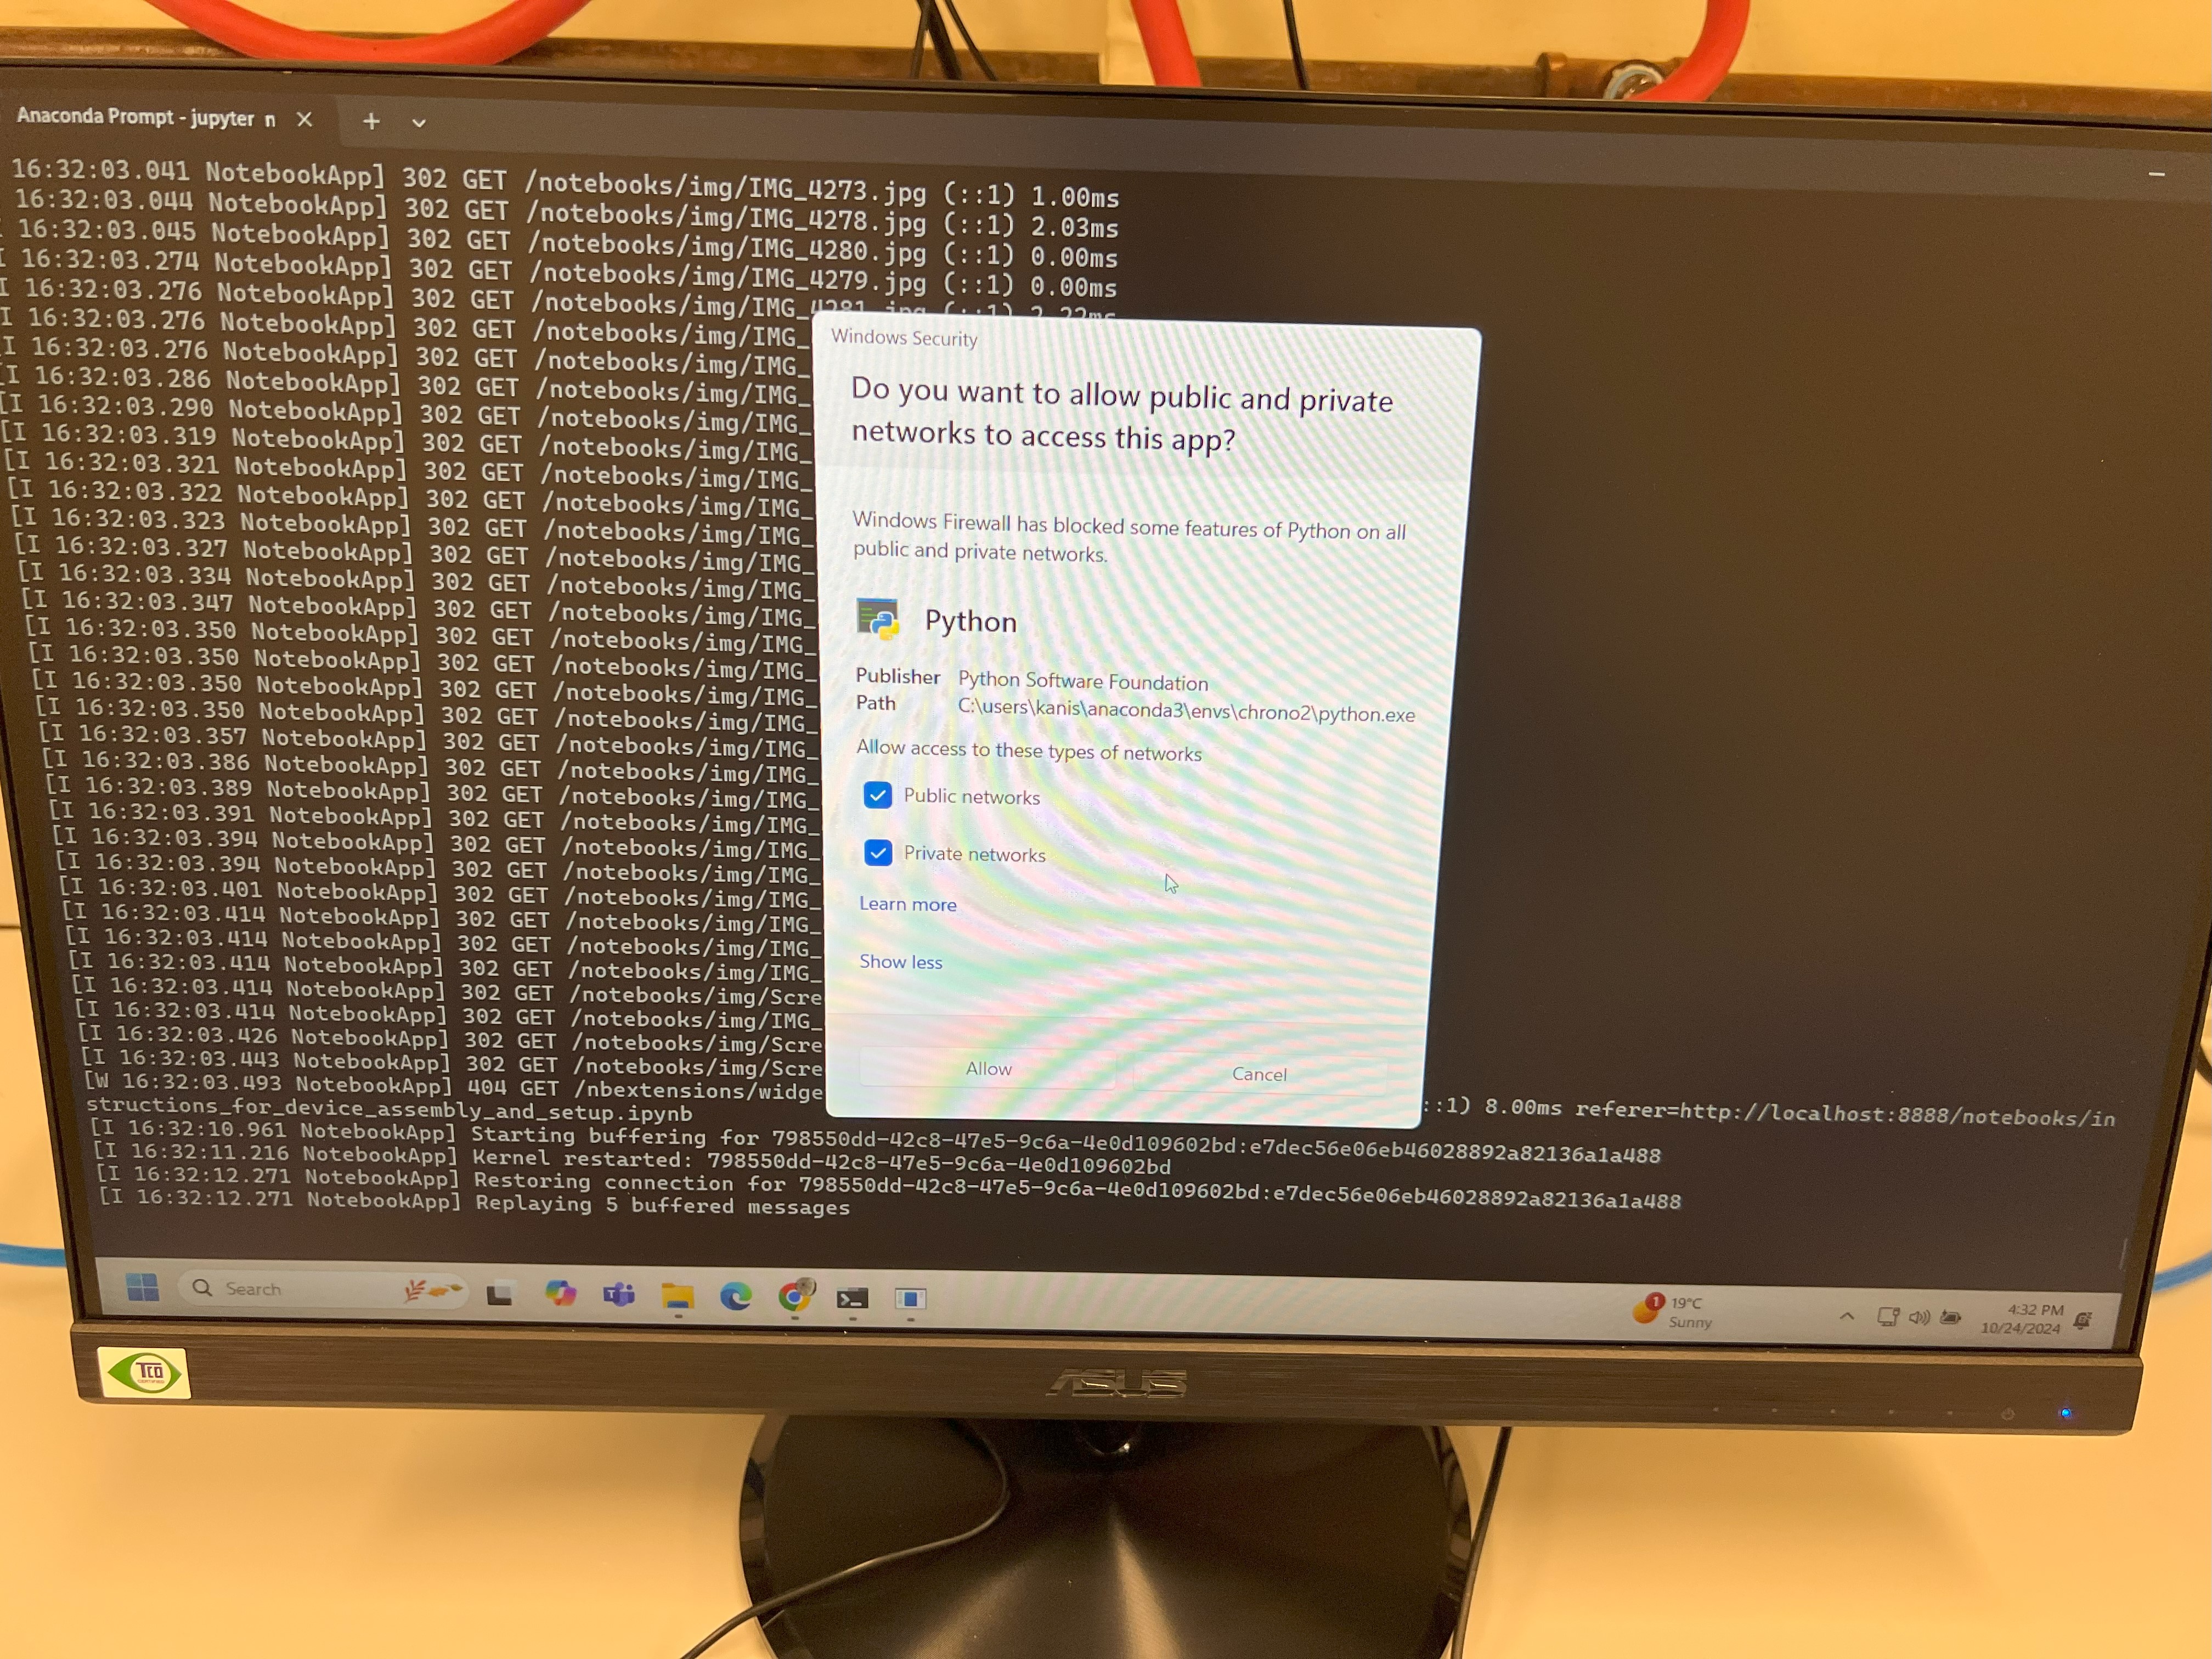 Anaconda Prompt - jupyter n
16:32:03.041 NotebookApp] 302 GET /notebooks/img/IMG_4273.jpg (::1) 1.00ms
16:32:03.044 NotebookApp] 302 GET /notebooks/img/IMG_4278.jpg (::1) 2.03ms
16:32:03.045 NotebookApp] 302 GET /notebooks/img/IMG_4280.jpg (::1) 0.00ms
16:32:03.274 NotebookApp] 302 GET /notebooks/img/IMG_4279.jpg (::1) 0.00ms
I 16:32:03.276 NotebookApp] 302 GET /notebooks/img/IMG_4281.jpg (::1) 2.22ms
I 16:32:03.276 NotebookApp] 302 GET /notebooks/img/IMG_
I 16:32:03.276 NotebookApp] 302 GET /notebooks/img/IMG_
[I 16:32:03.286 NotebookApp] 302 GET /notebooks/img/IMG_
[I 16:32:03.290 NotebookApp] 302 GET /notebooks/img/IMG_
[I 16:32:03.319 NotebookApp] 302 GET /notebooks/img/IMG_
[I 16:32:03.321 NotebookApp] 302 GET /notebooks/img/IMG_
[I 16:32:03.322 NotebookApp] 302 GET /notebooks/img/IMG_
[I 16:32:03.323 NotebookApp] 302 GET /notebooks/img/IMG_
[I 16:32:03.327 NotebookApp] 302 GET /notebooks/img/IMG_
[I 16:32:03.334 NotebookApp] 302 GET /notebooks/img/IMG_
[I 16:32:03.347 NotebookApp] 302 GET /notebooks/img/IMG_
[I 16:32:03.350 NotebookApp] 302 GET /notebooks/img/IMG_
[I 16:32:03.350 NotebookApp] 302 GET /notebooks/img/IMG_
[I 16:32:03.350 NotebookApp] 302 GET /notebooks/img/IMG_
[I 16:32:03.350 NotebookApp] 302 GET /notebooks/img/IMG_
[I 16:32:03.357 NotebookApp] 302 GET /notebooks/img/IMG_
[I 16:32:03.386 NotebookApp] 302 GET /notebooks/img/IMG_
[I 16:32:03.389 NotebookApp] 302 GET /notebooks/img/IMG_
[I 16:32:03.391 NotebookApp] 302 GET /notebooks/img/IMG_
[I 16:32:03.394 NotebookApp] 302 GET /notebooks/img/IMG_
[I 16:32:03.394 NotebookApp] 302 GET /notebooks/img/IMG_
[I 16:32:03.401 NotebookApp] 302 GET /notebooks/img/IMG_
[I 16:32:03.414 NotebookApp] 302 GET /notebooks/img/IMG_
[I 16:32:03.414 NotebookApp] 302 GET /notebooks/img/IMG_
[I 16:32:03.414 NotebookApp] 302 GET /notebooks/img/IMG_
[I 16:32:03.414 NotebookApp] 302 GET /notebooks/img/Scre
[I 16:32:03.414 NotebookApp] 302 GET /notebooks/img/IMG_
[I 16:32:03.426 NotebookApp] 302 GET /notebooks/img/Scre
[I 16:32:03.443 NotebookApp] 302 GET /notebooks/img/Scre
[W 16:32:03.493 NotebookApp] 404 GET /nbextensions/widge
::1) 8.00ms referer=http://localhost:8888/notebooks/in
structions_for_device_assembly_and_setup.ipynb
[I 16:32:10.961 NotebookApp] Starting buffering for 798550dd-42c8-47e5-9c6a-4e0d109602bd:e7dec56e06eb46028892a82136a1a488
[I 16:32:11.216 NotebookApp] Kernel restarted: 798550dd-42c8-47e5-9c6a-4e0d109602bd
[I 16:32:12.271 NotebookApp] Restoring connection for 798550dd-42c8-47e5-9c6a-4e0d109602bd:e7dec56e06eb46028892a82136a1a488
[I 16:32:12.271 NotebookApp] Replaying 5 buffered messages
Windows Security
Do you want to allow public and private
networks to access this app?
Windows Firewall has blocked some features of Python on all
public and private networks.
Python
Publisher Python Software Foundation
Path C:\users\kanis\anaconda3\envs\chrono2\python.exe
Allow access to these types of networks
Public networks
Private networks
Learn more
Show less
Allow Cancel
Search
1
19°C
Sunny
4:32 PM
10/24/2024
TCO
CERTIFIED
ASUS